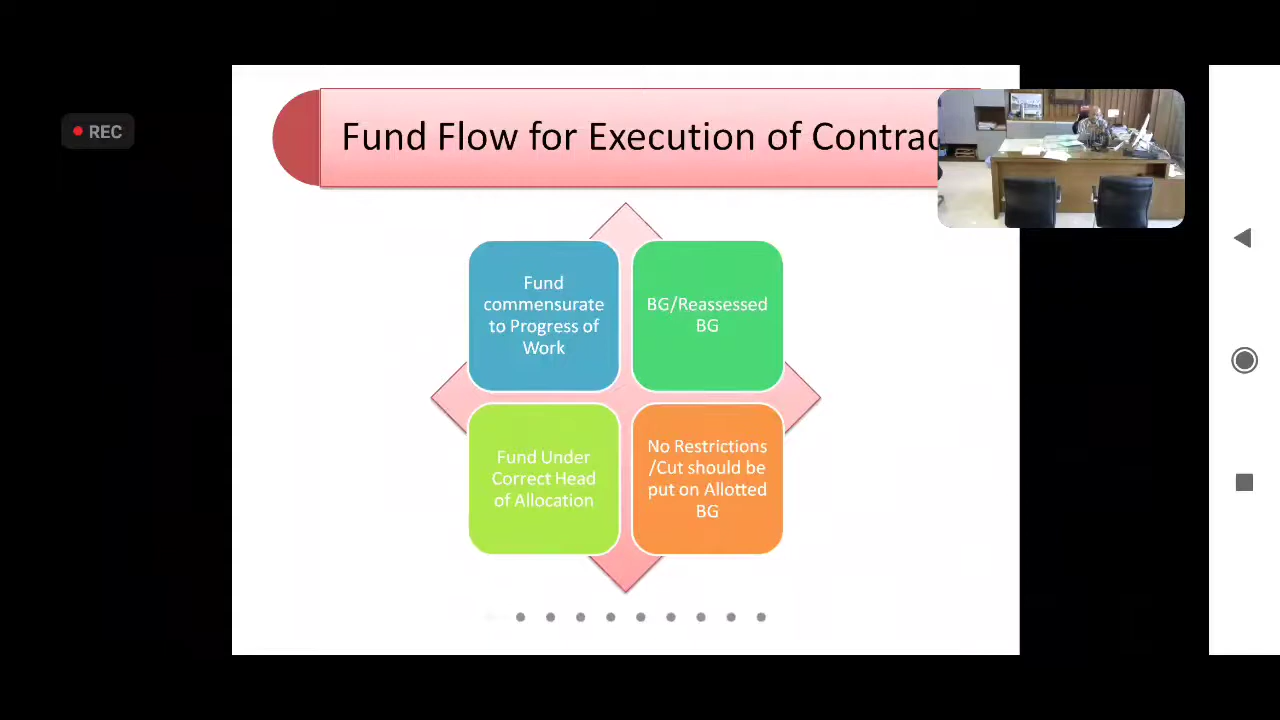 REC
Fund Flow for Execution of Contrac
Fund
commensurate
to Progress of
Work
BG/Reassessed
BG
Fund Under
Correct Head
of Allocation
No Restrictions
/Cut should be
put on Allotted
BG